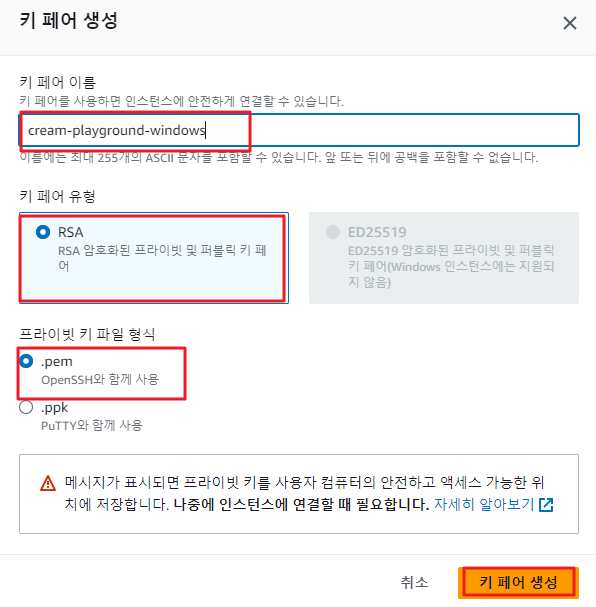 키 페어 생성
키 페어 이름
키 페어를 사용하면 인스턴스에 안전하게 연결할 수 있습니다.
cream-playground-windows
이름에는 최대 255개의 ASCII 문자를 포함할 수 있습니다. 앞 또는 뒤에 공백을 포함할 수 없습니다.
키 페어 유형
RSA
RSA 암호화된 프라이빗 및 퍼블릭 키 페
어
ED25519
ED25519 암호화된 프라이빗 및 퍼블릭
키 페어(Windows 인스턴스에는 지원되
지 않음)
프라이빗 키 파일 형식
.pem
OpenSSH와 함께 사용
.ppk
PuTTY와 함께 사용
메시지가 표시되면 프라이빗 키를 사용자 컴퓨터의 안전하고 액세스 가능한 위
치에 저장합니다. 나중에 인스턴스에 연결할 때 필요합니다. 자세히 알아보기
취소
키 페어 생성